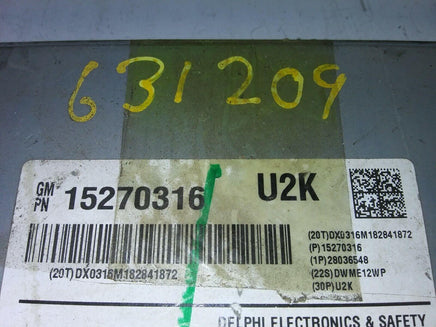 631209
GM PN 15270316 U2K
(20T)DX0316M182841872
(P)15270316
(1P)28036548
(22S)DWME12WP
(30P)U2K
(20T) DX0316M182841872
DELPHI ELECTRONICS & SAFETY